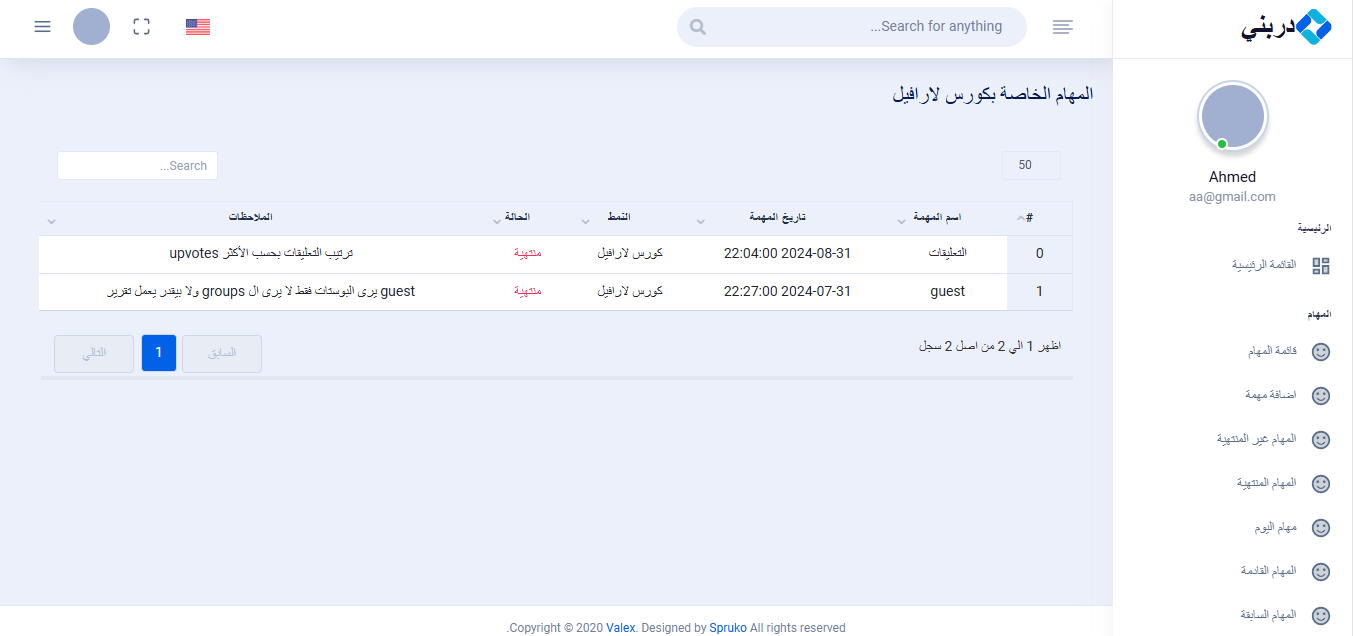 دربني
Search for anything...
Ahmed
aa@gmail.com
الرئيسية
القائمة الرئيسية
المهام
قائمة المهام
اضافة مهمة
المهام غير المنتهية
المهام المنتهية
مهام اليوم
المهام القادمة
المهام السابقة
المهام الخاصة بكورس لارافيل
50
Search...
# اسم المهمة تاريخ المهمة النمط الحالة الملاحظات
0 التعليقات 2024-08-31 22:04:00 كورس لارافيل منتهية ترتيب التعليقات بحسب الأكثر upvotes
1 guest 2024-07-31 22:27:00 كورس لارافيل منتهية guest يرى البوستات فقط لا يرى ال groups ولا بيقدر يعمل تقرير
اظهر 1 الي 2 من اصل 2 سجل
السابق 1 التالي
Copyright © 2020 Valex. Designed by Spruko All rights reserved.